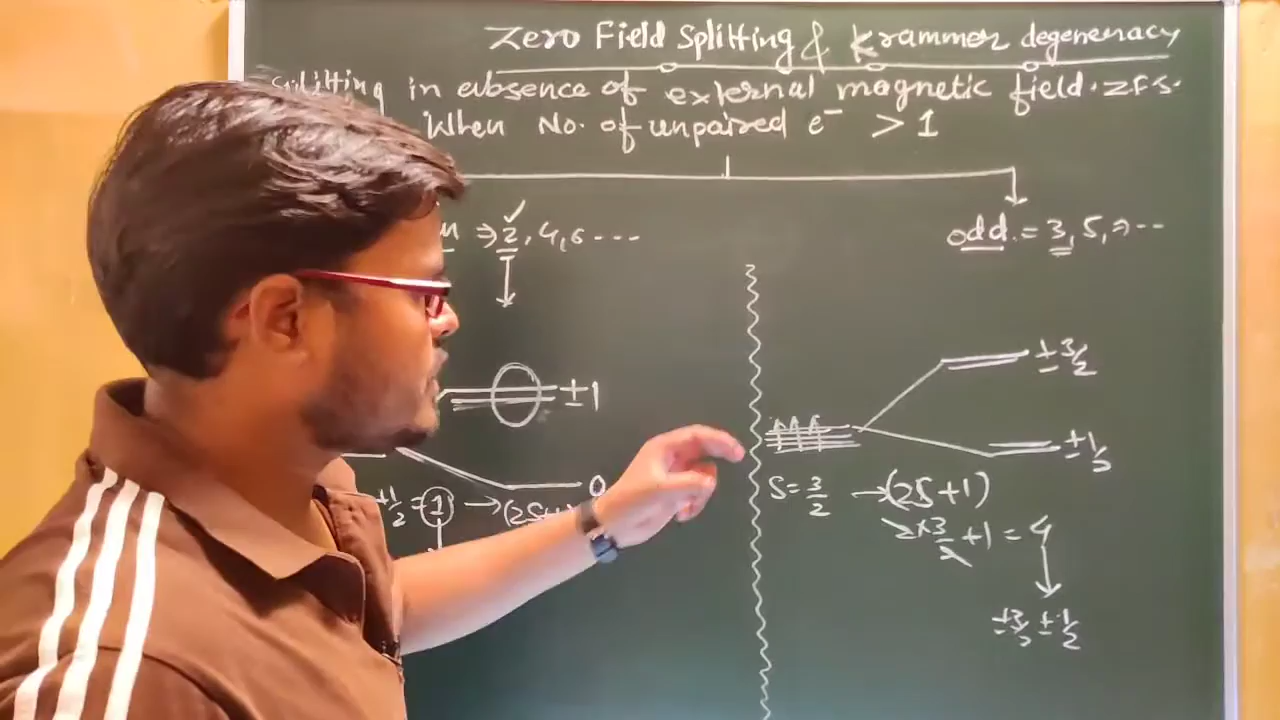 Zero Field Splitting & Krammer degeneracy
Splitting in absence of external magnetic field. Z.F.S.
When No. of unpaired e⁻ > 1
⇒ 2, 4, 6 ---
odd = 3, 5, 7 ---
±1
0
+1/2 = 1 → (2S+
±3/2
±1/2
S = 3/2 → (2S+1)
2×3/2+1 = 4
±3/2 ±1/2